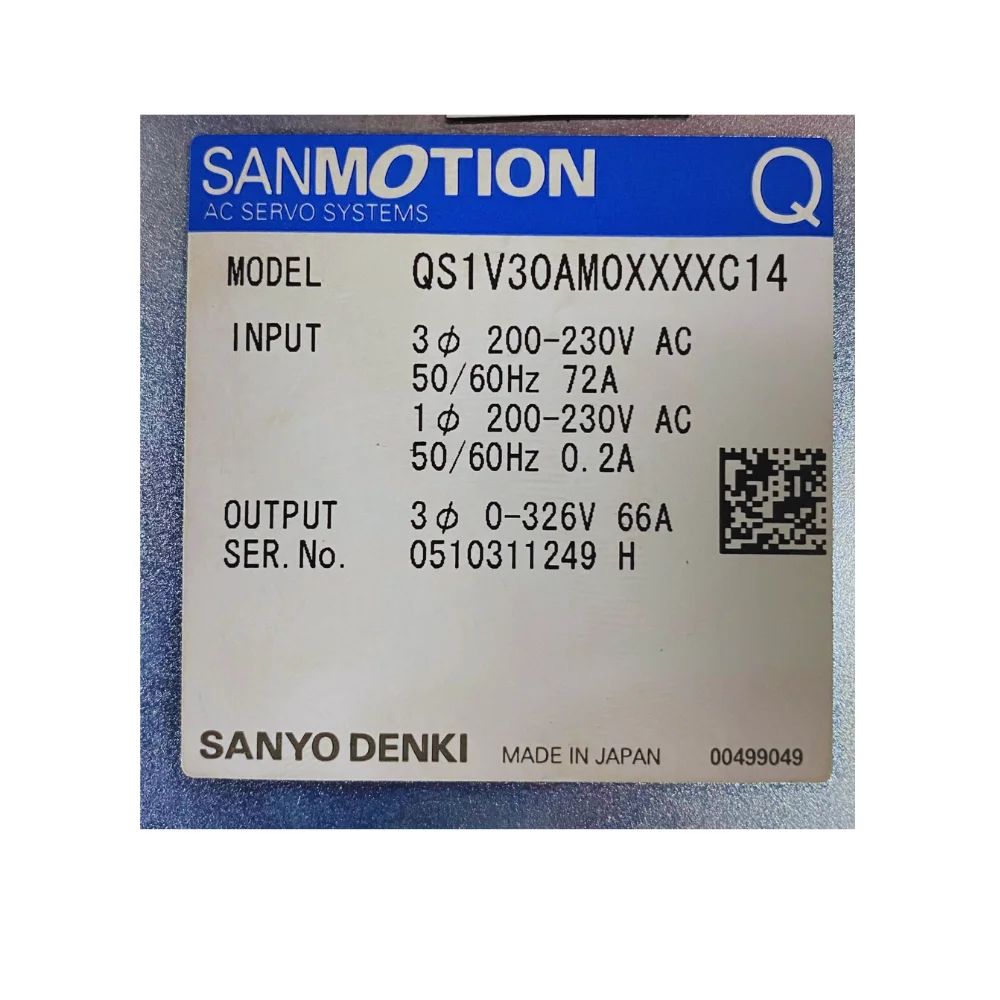 SANMOTION Q
AC SERVO SYSTEMS
MODEL QS1V30AM0XXXXC14
INPUT 3ϕ 200-230V AC
50/60Hz 72A
1ϕ 200-230V AC
50/60Hz 0.2A
OUTPUT 3ϕ 0-326V 66A
SER.No. 0510311249 H
SANYO DENKI MADE IN JAPAN 00499049